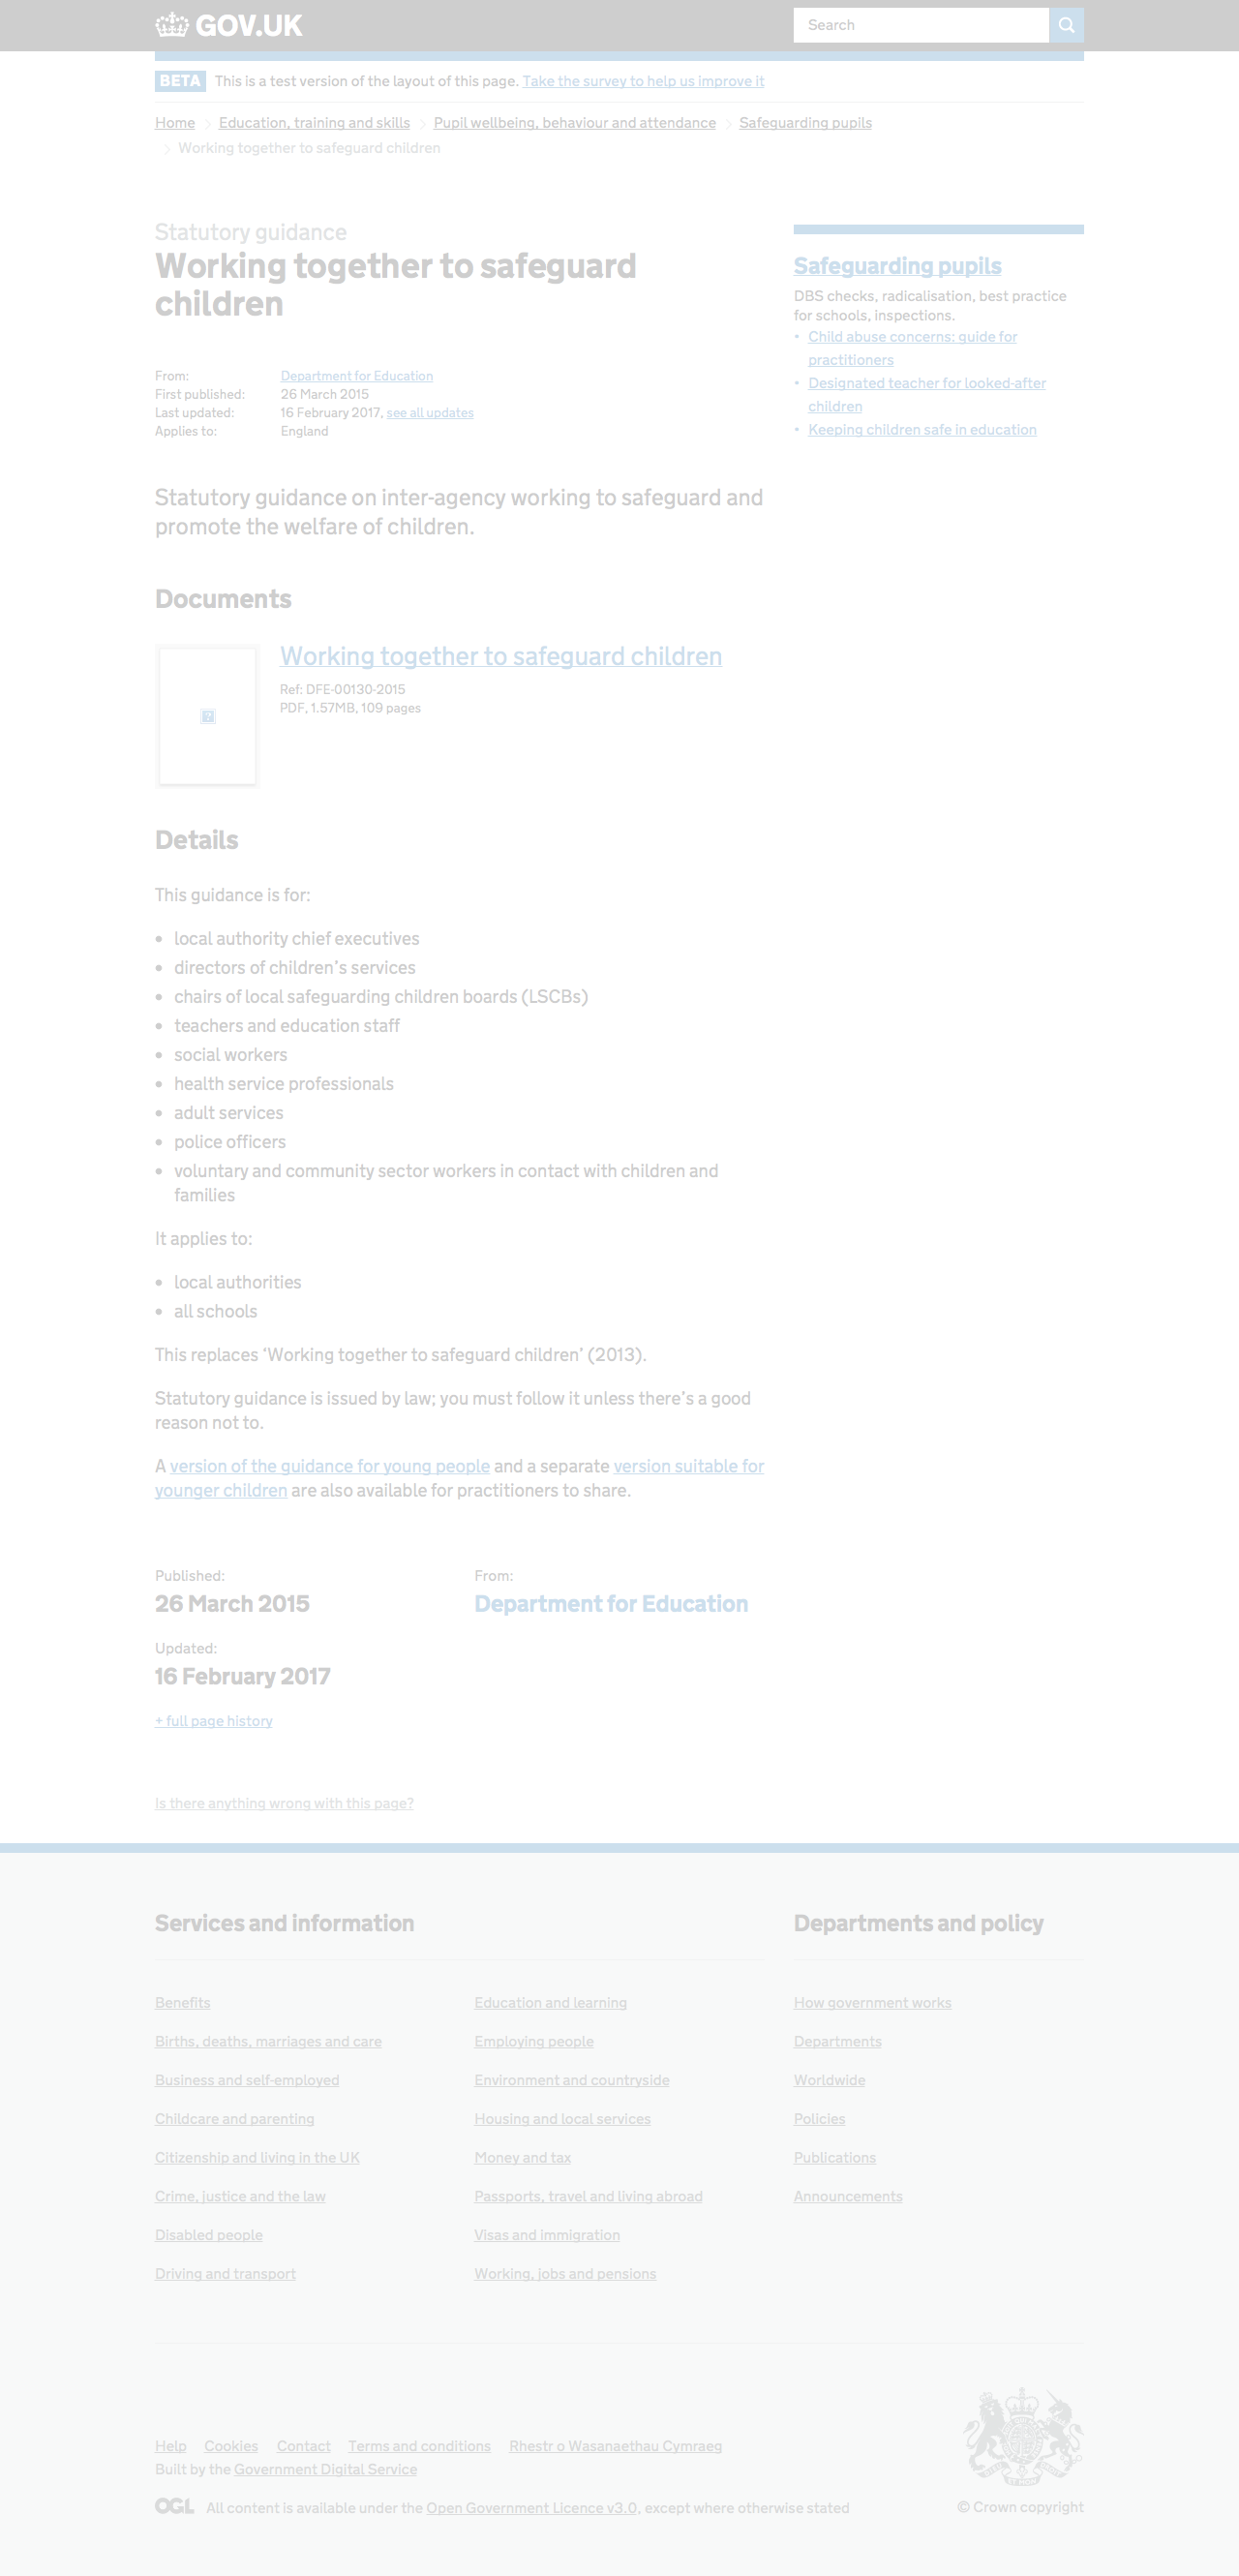 GOV.UK
Search
BETA This is a test version of the layout of this page. Take the survey to help us improve it
Home Education, training and skills Pupil wellbeing, behaviour and attendance Safeguarding pupils
Working together to safeguard children
Statutory guidance
Working together to safeguard
children
From: Department for Education
First published: 26 March 2015
Last updated: 16 February 2017, see all updates
Applies to: England
Safeguarding pupils
DBS checks, radicalisation, best practice
for schools, inspections.
• Child abuse concerns: guide for
practitioners
• Designated teacher for looked-after
children
• Keeping children safe in education
Statutory guidance on inter-agency working to safeguard and
promote the welfare of children.
Documents
Working together to safeguard children
Ref: DFE-00130-2015
PDF, 1.57MB, 109 pages
Details
This guidance is for:
• local authority chief executives
• directors of children’s services
• chairs of local safeguarding children boards (LSCBs)
• teachers and education staff
• social workers
• health service professionals
• adult services
• police officers
• voluntary and community sector workers in contact with children and
families
It applies to:
• local authorities
• all schools
This replaces ‘Working together to safeguard children’ (2013).
Statutory guidance is issued by law; you must follow it unless there’s a good
reason not to.
A version of the guidance for young people and a separate version suitable for
younger children are also available for practitioners to share.
Published:
26 March 2015
From:
Department for Education
Updated:
16 February 2017
+ full page history
Is there anything wrong with this page?
Services and information
Benefits
Births, deaths, marriages and care
Business and self-employed
Childcare and parenting
Citizenship and living in the UK
Crime, justice and the law
Disabled people
Driving and transport
Education and learning
Employing people
Environment and countryside
Housing and local services
Money and tax
Passports, travel and living abroad
Visas and immigration
Working, jobs and pensions
Departments and policy
How government works
Departments
Worldwide
Policies
Publications
Announcements
Help Cookies Contact Terms and conditions Rhestr o Wasanaethau Cymraeg
Built by the Government Digital Service
OGL All content is available under the Open Government Licence v3.0, except where otherwise stated
© Crown copyright